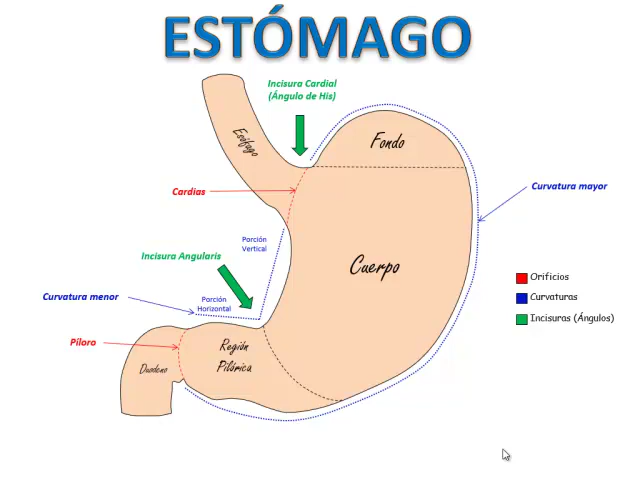 ESTÓMAGO
Incisura Cardial
(Ángulo de His)
Esófago
Fondo
Cardias
Curvatura mayor
Porción
Vertical
Incisura Angularis
Cuerpo
Orificios
Curvatura menor
Porción
Horizontal
Curvaturas
Incisuras (Ángulos)
Píloro
Región
Pilórica
Duodeno